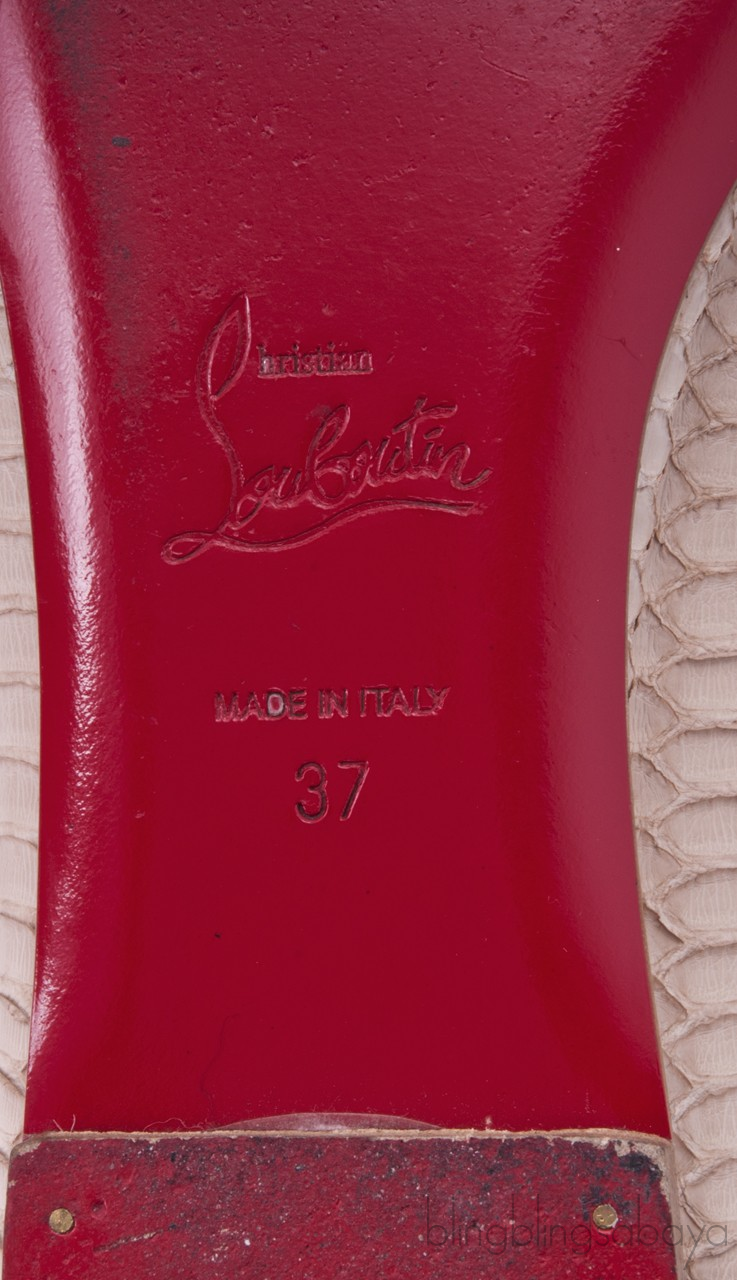 Christian
Louboutin
MADE IN ITALY
37
blingblingsabaya